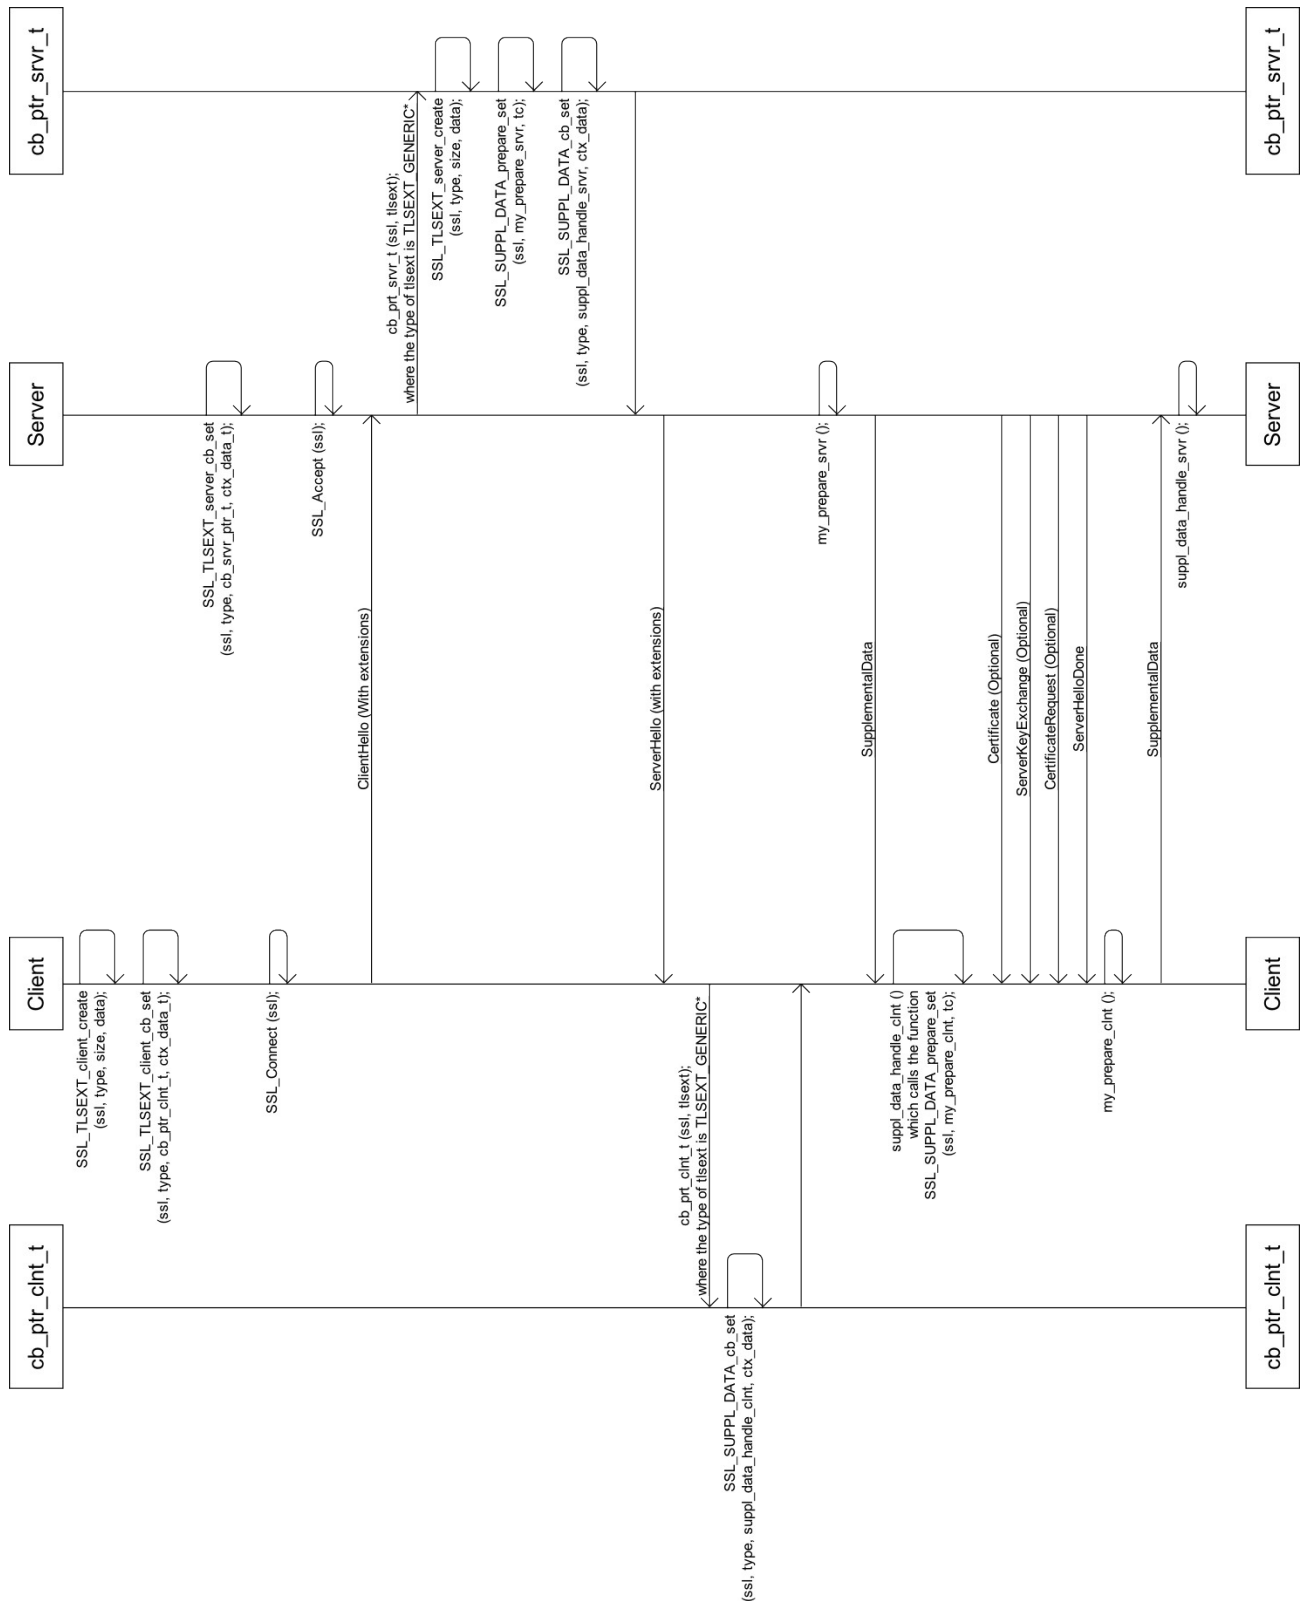 cb_ptr_clnt_t
Client
Server
cb_ptr_srvr_t
SSL_TLSEXT_client_create
(ssl, type, size, data);
SSL_TLSEXT_client_cb_set
(ssl, type, cb_ptr_clnt_t, ctx_data_t);
SSL_TLSEXT_server_cb_set
(ssl, type, cb_srvr_ptr_t, ctx_data_t);
SSL_Connect (ssl);
SSL_Accept (ssl);
ClientHello (With extensions)
cb_prt_srvr_t (ssl, tlsext);
where the type of tlsext is TLSEXT_GENERIC*
SSL_TLSEXT_server_create
(ssl, type, size, data);
SSL_SUPPL_DATA_prepare_set
(ssl, my_prepare_srvr, tc);
SSL_SUPPL_DATA_cb_set
(ssl, type, suppl_data_handle_srvr, ctx_data);
ServerHello (with extensions)
cb_prt_clnt_t (ssl, tlsext);
where the type of tlsext is TLSEXT_GENERIC*
SSL_SUPPL_DATA_cb_set
(ssl, type, suppl_data_handle_clnt, ctx_data);
my_prepare_srvr ();
SupplementalData
suppl_data_handle_clnt ()
which calls the function
SSL_SUPPL_DATA_prepare_set
(ssl, my_prepare_clnt, tc);
Certificate (Optional)
ServerKeyExchange (Optional)
CertificateRequest (Optional)
ServerHelloDone
my_prepare_clnt ();
SupplementalData
suppl_data_handle_srvr ();
cb_ptr_clnt_t
Client
Server
cb_ptr_srvr_t